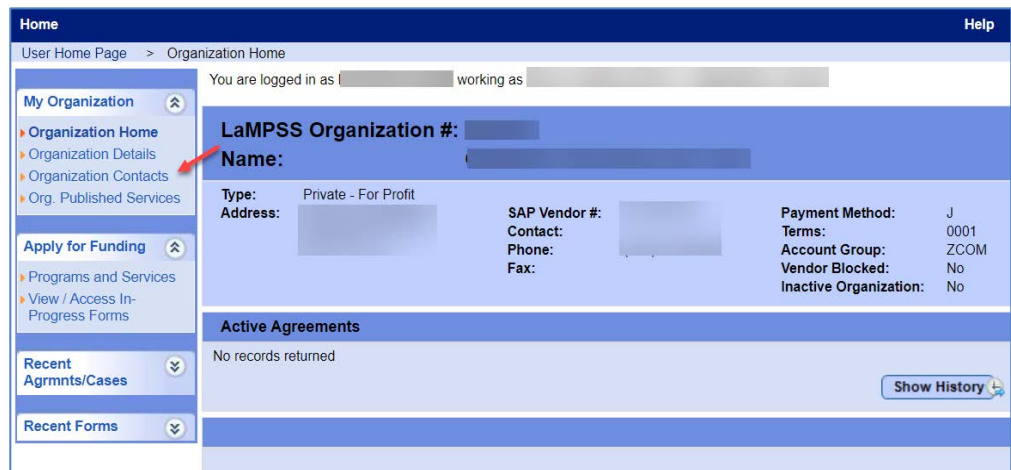 Home Help
User Home Page > Organization Home
You are logged in as working as
My Organization
Organization Home
Organization Details
Organization Contacts
Org. Published Services
Apply for Funding
Programs and Services
View / Access In-
Progress Forms
Recent
Agrmnts/Cases
Recent Forms
LaMPSS Organization #:
Name:
Type: Private - For Profit
Address:
SAP Vendor #:
Contact:
Phone:
Fax:
Payment Method: J
Terms: 0001
Account Group: ZCOM
Vendor Blocked: No
Inactive Organization: No
Active Agreements
No records returned
Show History